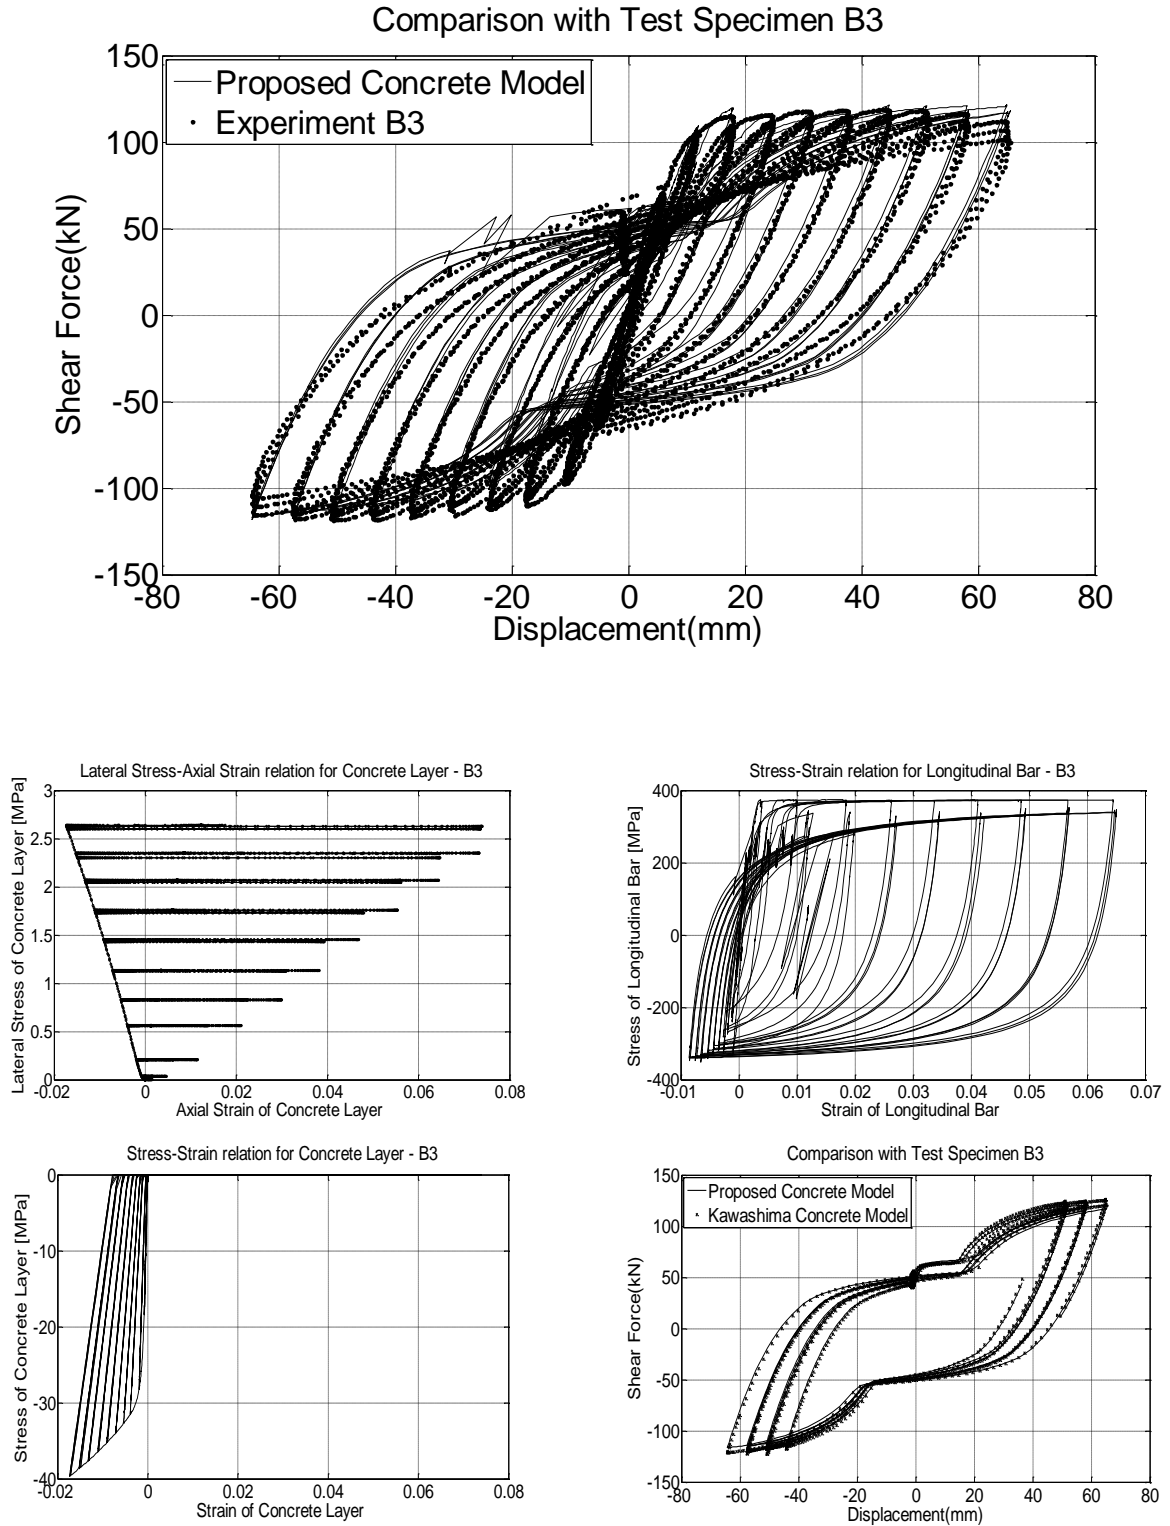 Comparison with Test Specimen B3
150
Proposed Concrete Model
Experiment B3
100
50
0
-50
-100
-150
Shear Force(kN)
-80 -60 -40 -20 0 20 40 60 80
Displacement(mm)
Lateral Stress-Axial Strain relation for Concrete Layer - B3
3
2.5
2
1.5
1
0.5
0
Lateral Stress of Concrete Layer [MPa]
-0.02 0 0.02 0.04 0.06 0.08
Axial Strain of Concrete Layer
Stress-Strain relation for Longitudinal Bar - B3
400
200
0
-200
-400
Stress of Longitudinal Bar [MPa]
-0.01 0 0.01 0.02 0.03 0.04 0.05 0.06 0.07
Strain of Longitudinal Bar
Stress-Strain relation for Concrete Layer - B3
0
-10
-20
-30
-40
Stress of Concrete Layer [MPa]
-0.02 0 0.02 0.04 0.06 0.08
Strain of Concrete Layer
Comparison with Test Specimen B3
150
Proposed Concrete Model
Kawashima Concrete Model
100
50
0
-50
-100
-150
Shear Force(kN)
-80 -60 -40 -20 0 20 40 60 80
Displacement(mm)